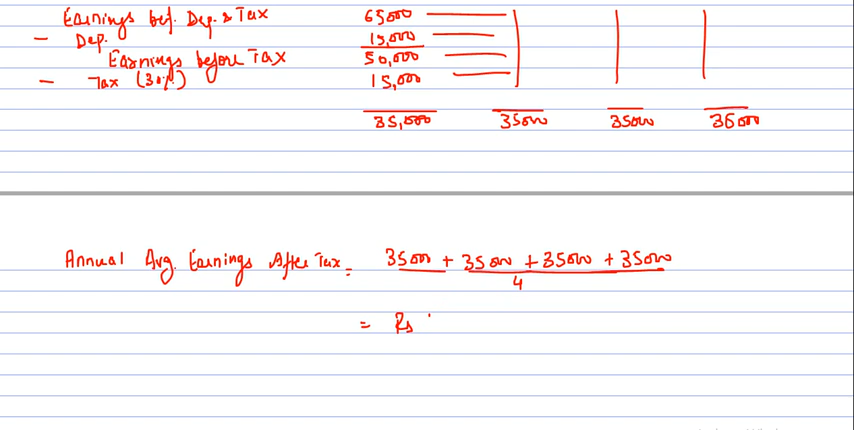 Earnings bef. Dep. & Tax 65000
- Dep. 15,000
Earnings before Tax 50,000
- Tax (30%) 15,000
35,000 35000 35000 35000
Annual Avg. Earnings After Tax = 35000 + 35000 + 35000 + 35000
4
= Rs